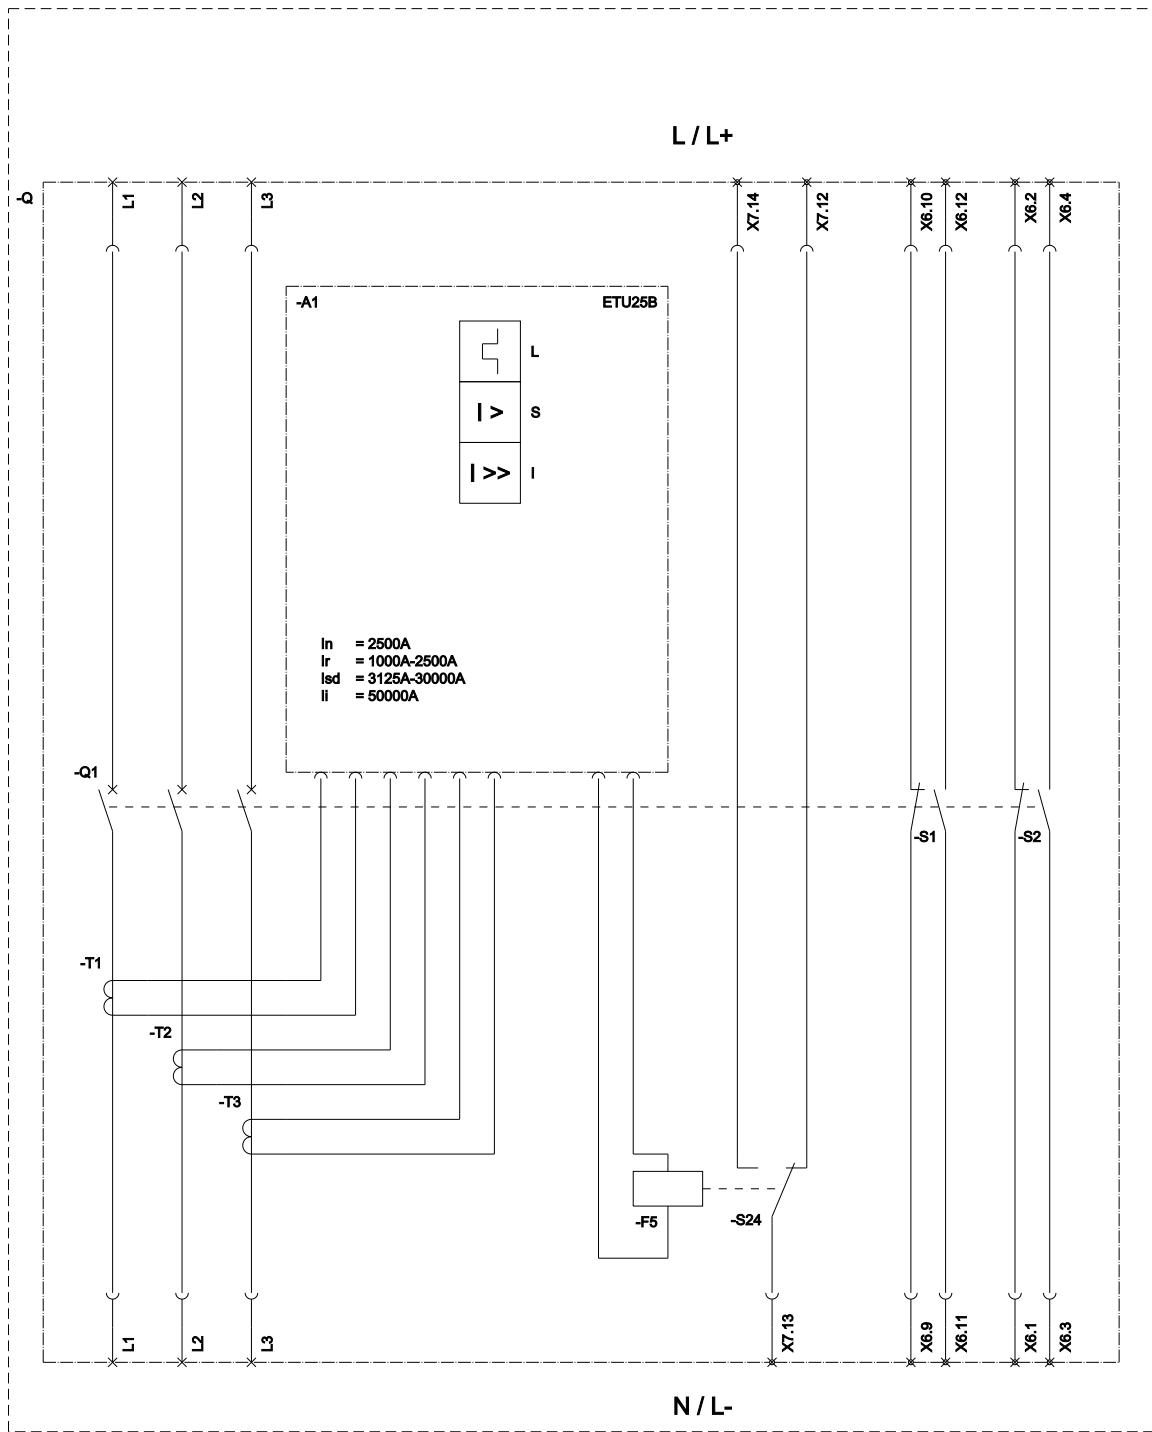 L / L+
-Q
L1
L2
L3
X7.14
X7.12
X6.10
X6.12
X6.2
X6.4
-A1
ETU25B
L
I >
S
I >>
I
In = 2500A
Ir = 1000A-2500A
Isd = 3125A-30000A
Ii = 50000A
-Q1
-S1
-S2
-T1
-T2
-T3
-F5
-S24
L1
L2
L3
X7.13
X6.9
X6.11
X6.1
X6.3
N / L-